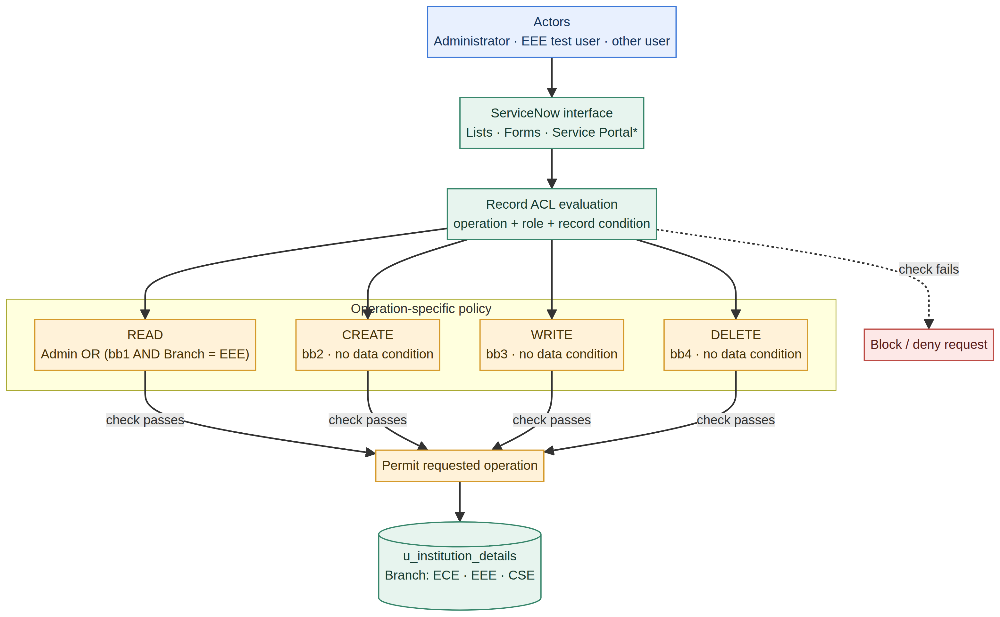 Actors
Administrator · EEE test user · other user
ServiceNow interface
Lists · Forms · Service Portal*
Record ACL evaluation
operation + role + record condition
check fails
Operation-specific policy
READ
Admin OR (bb1 AND Branch = EEE)
CREATE
bb2 · no data condition
WRITE
bb3 · no data condition
DELETE
bb4 · no data condition
Block / deny request
check passes
check passes
check passes
check passes
Permit requested operation
u_institution_details
Branch: ECE · EEE · CSE